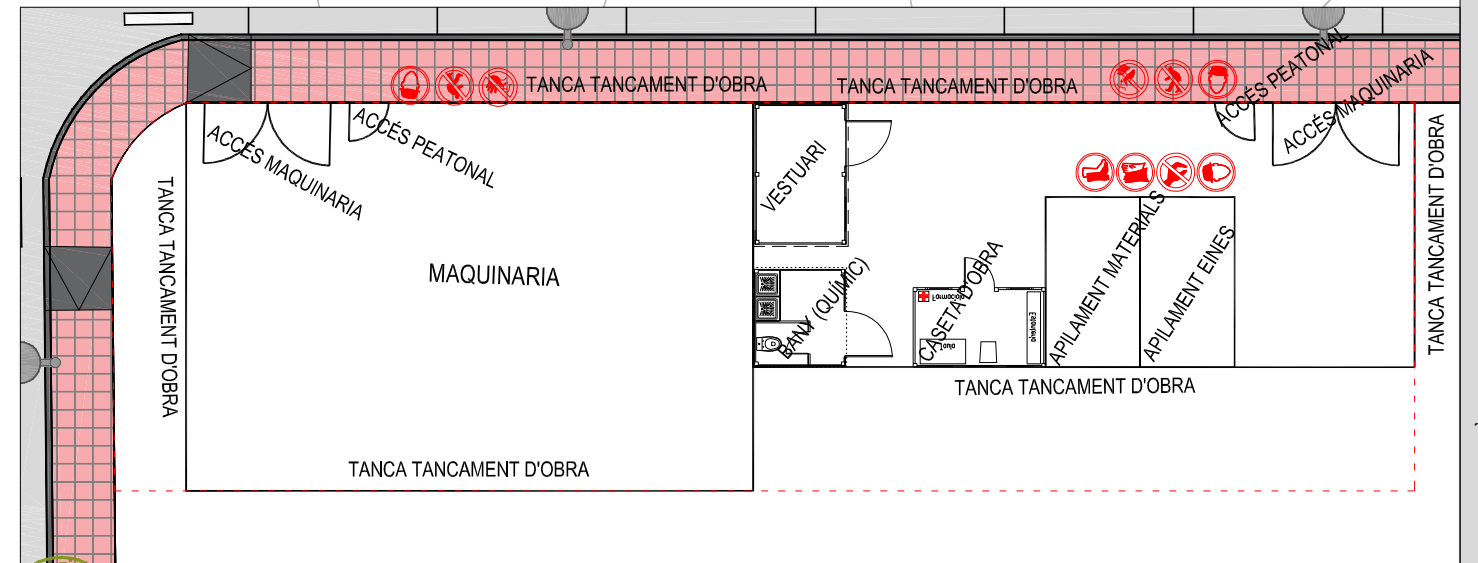 TANCA TANCAMENT D'OBRA
TANCA TANCAMENT D'OBRA
ACCÉS PEATONAL
ACCÉS MAQUINARIA
ACCÉS MAQUINARIA
ACCÉS PEATONAL
VESTUARI
TANCA TANCAMENT D'OBRA
TANCA TANCAMENT D'OBRA
MAQUINARIA
BANY (QUÍMIC)
CASETA D'OBRA
APILAMENT MATERIALS
APILAMENT EINES
TANCA TANCAMENT D'OBRA
TANCA TANCAMENT D'OBRA